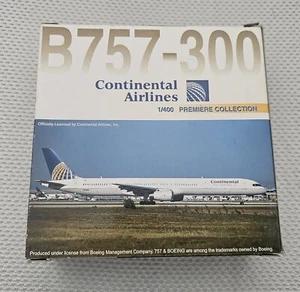 B757-300
Continental
Airlines
1/400 PREMIERE COLLECTION
Officially Licensed by Continental Airlines, Inc.
Continental
Produced under license from Boeing Management Company. 757 & BOEING are among the trademarks owned by Boeing.